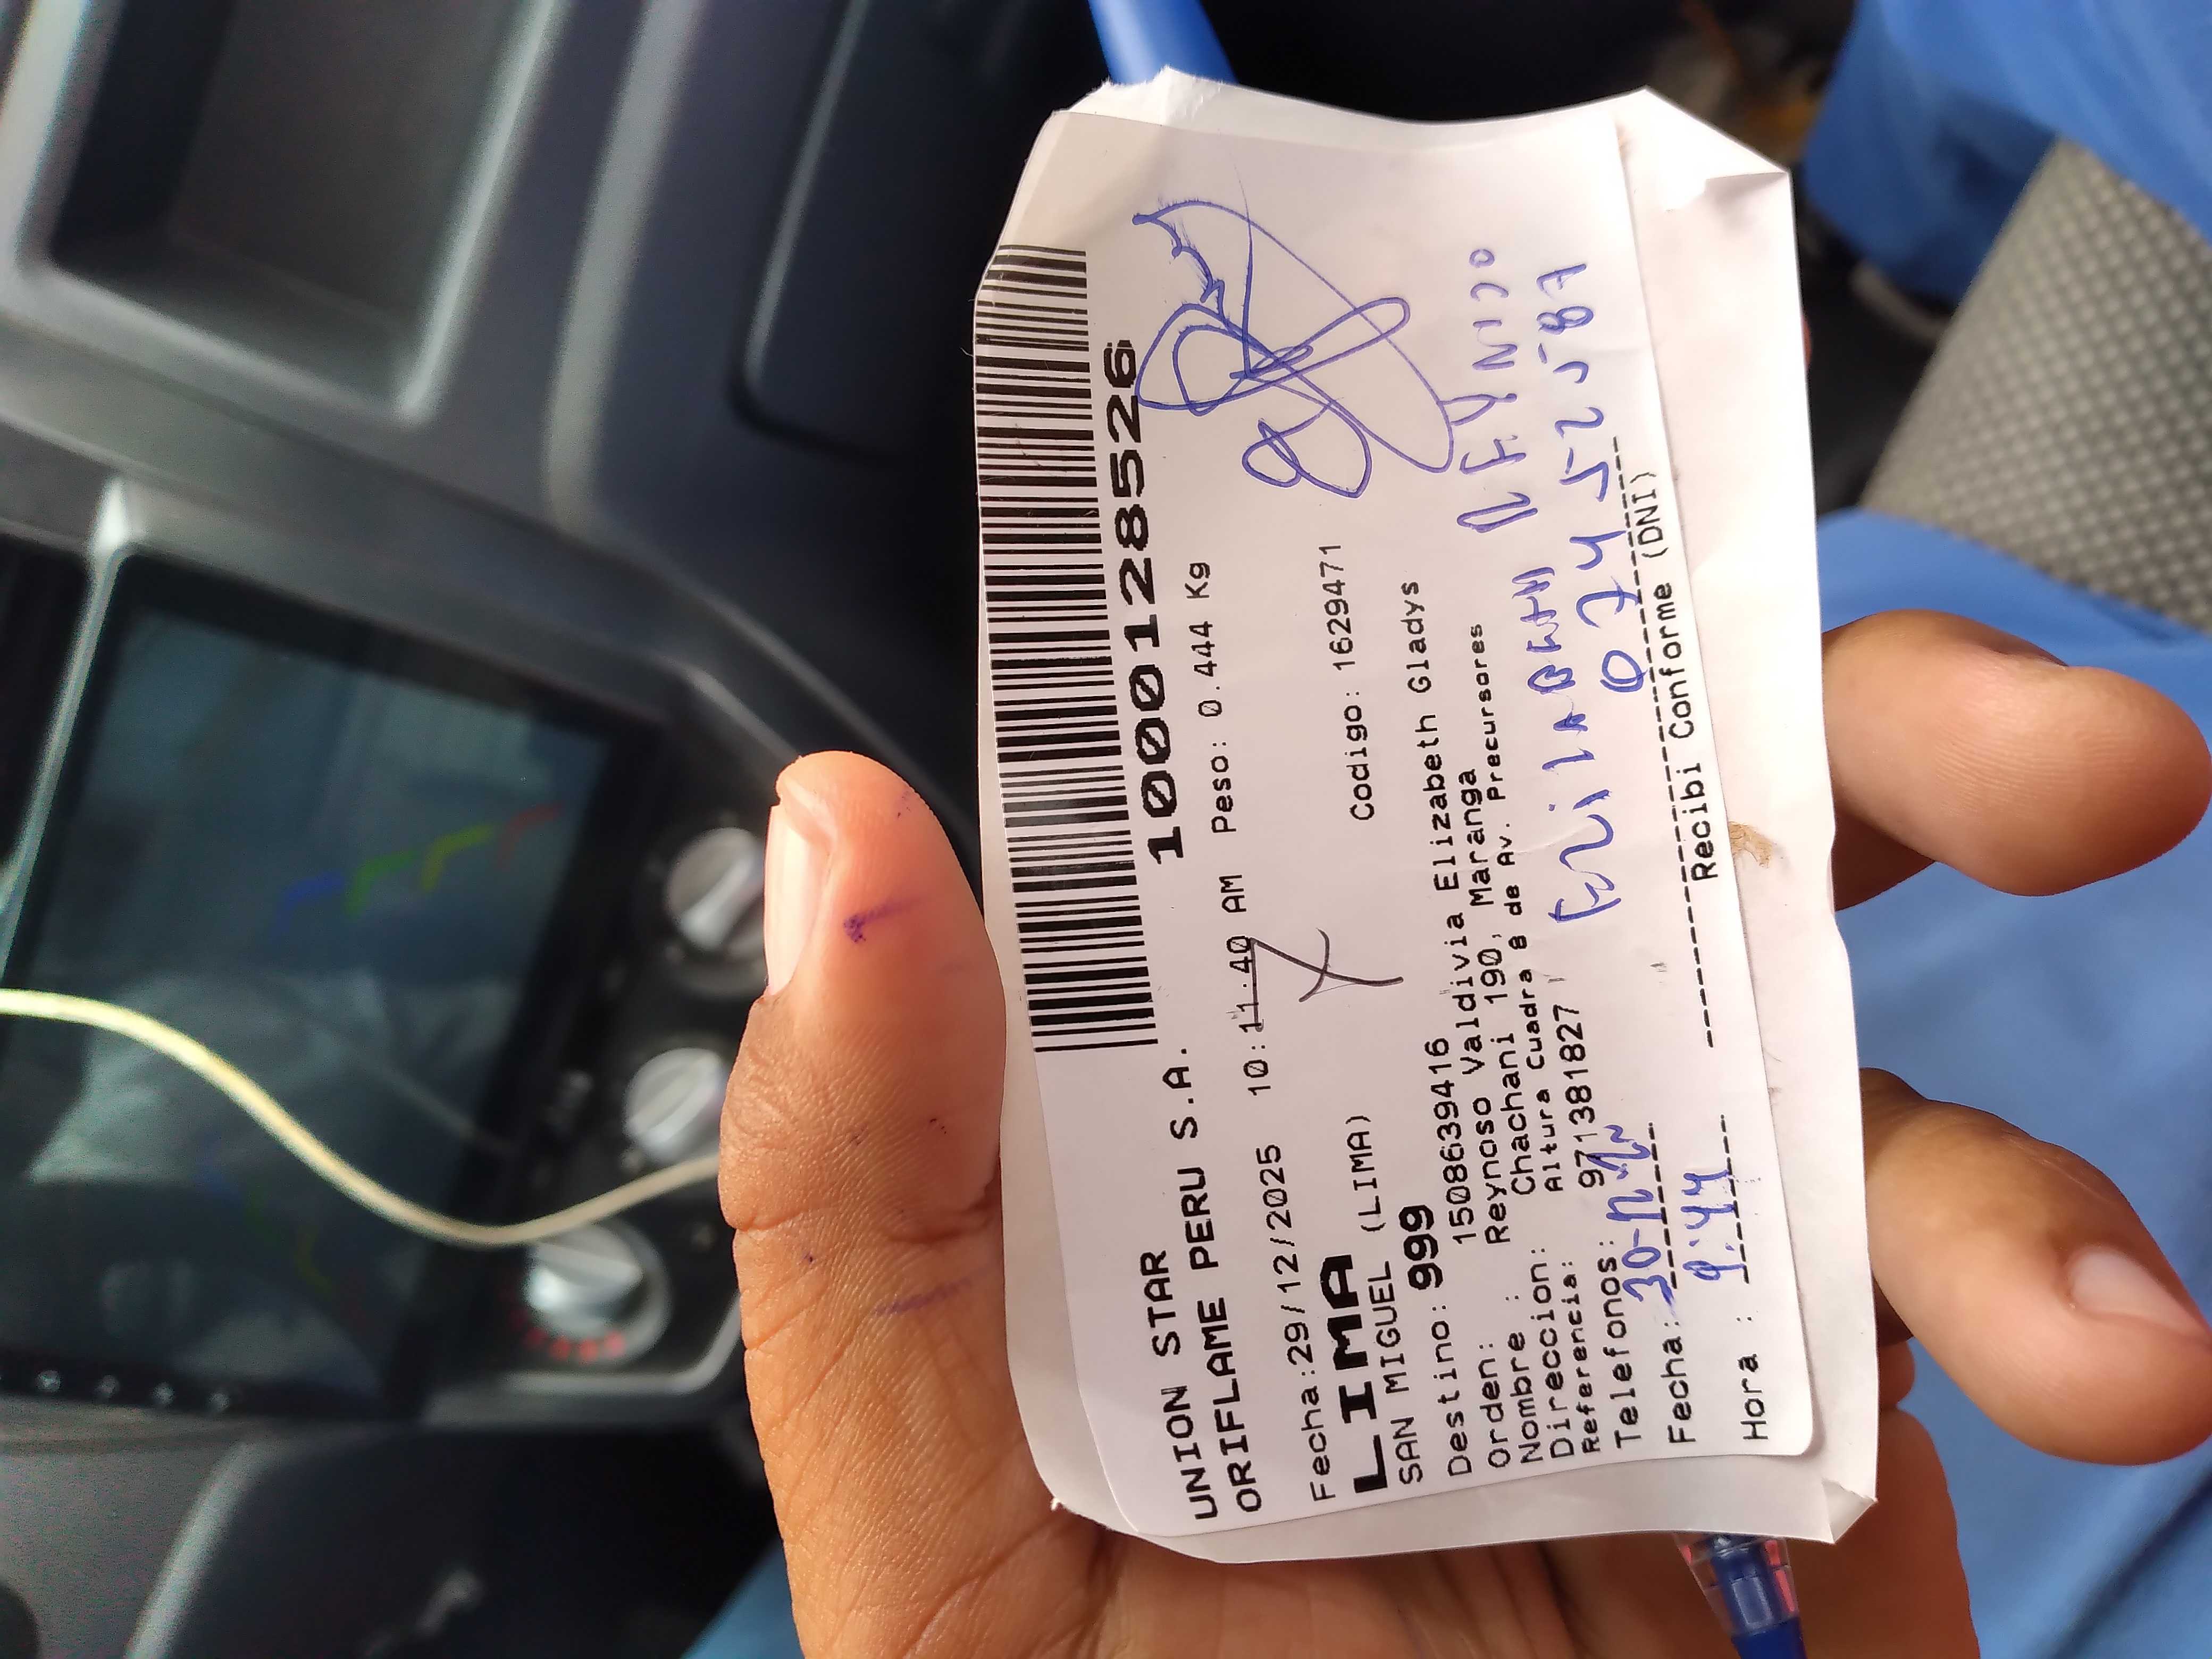 1000128526
UNION STAR
ORIFLAME PERU S.A.
Fecha:29/12/2025 10:11:40 AM Peso: 0.444 Kg
LIMA
SAN MIGUEL (LIMA) Codigo: 1629471
Destino: 999
Orden: 1508639416
Nombre : Reynoso Valdivia Elizabeth Gladys
Direccion: Chachani 190, Maranga
Referencia: Altura Cuadra 8 de Av. Precursores
Telefonos: 971381827
Fecha:
Hora : 9:44
Recibi Conforme (DNI)